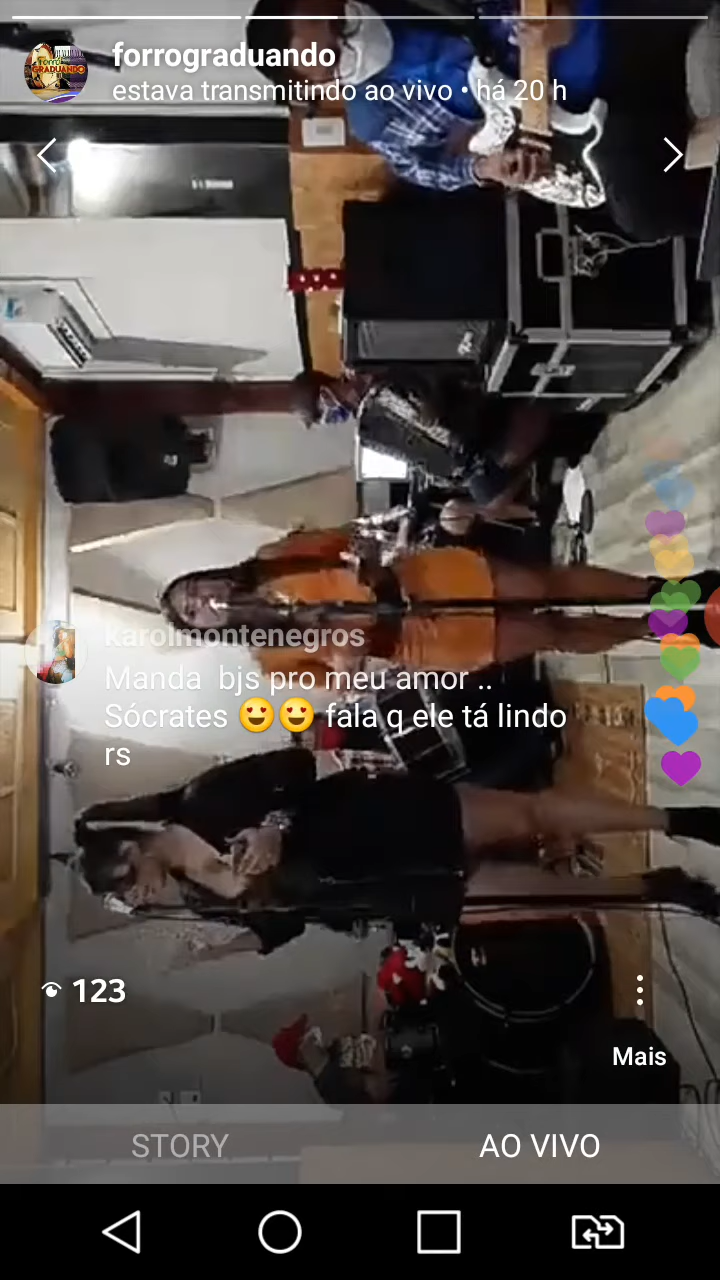 forrograduando
estava transmitindo ao vivo • há 20 h
karolmontenegros
Manda bjs pro meu amor ..
Sócrates 😍😍 fala q ele tá lindo
rs
123
Mais
STORY
AO VIVO